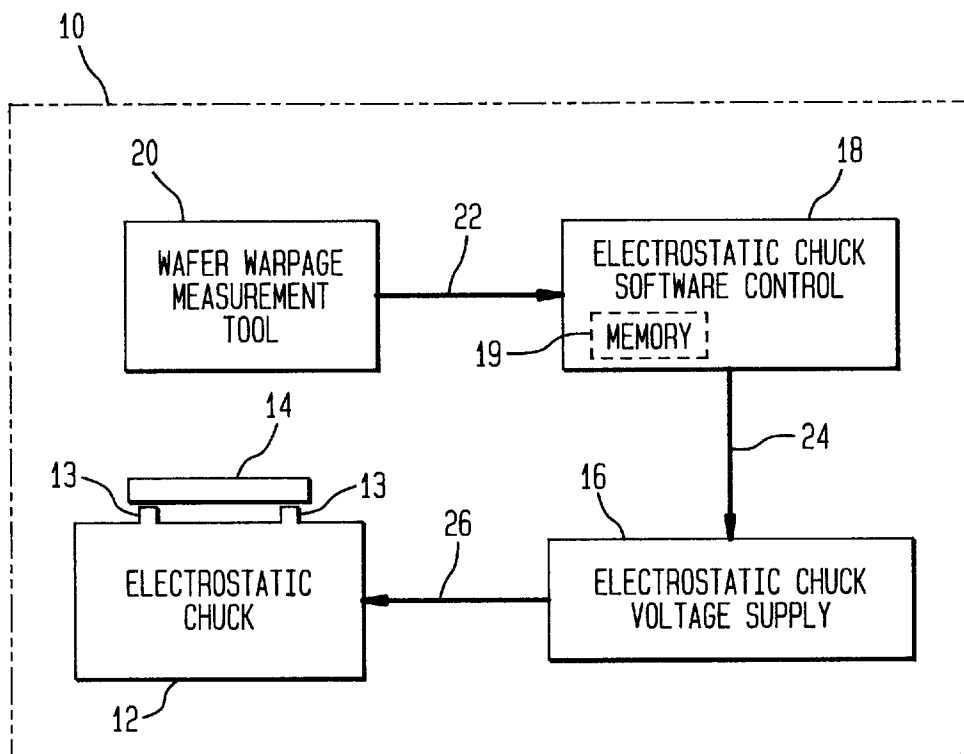 10
20
WAFER WARPAGE
MEASUREMENT
TOOL
22
18
ELECTROSTATIC CHUCK
SOFTWARE CONTROL
MEMORY
19
24
14
13
13
ELECTROSTATIC
CHUCK
12
26
16
ELECTROSTATIC CHUCK
VOLTAGE SUPPLY